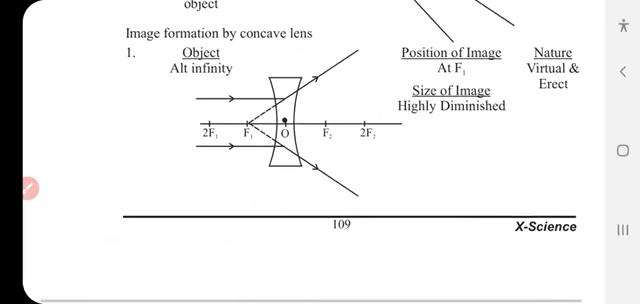 object
Image formation by concave lens
1. Object Position of Image Nature
Alt infinity At F₁ Virtual &
Erect
Size of Image
Highly Diminished
2F₁ F₁ O F₂ 2F₂
109
X-Science